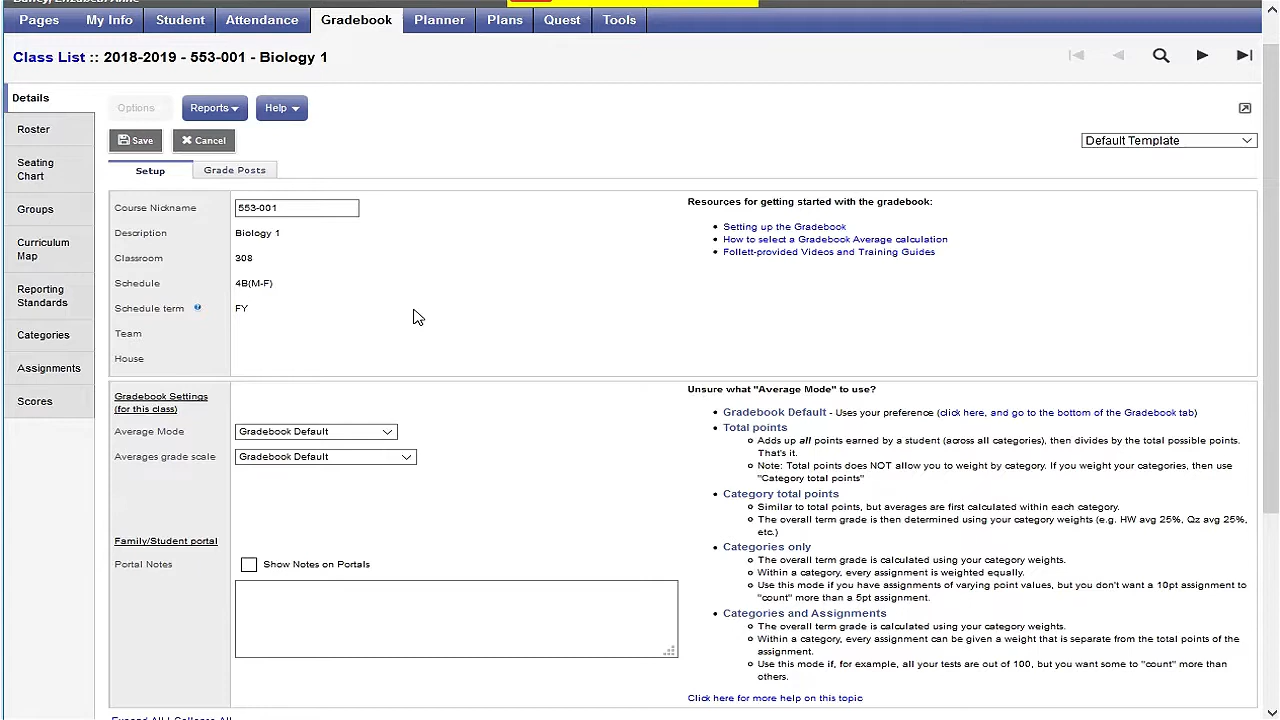 Pages My Info Student Attendance Gradebook Planner Plans Quest Tools
Class List :: 2018-2019 - 553-001 - Biology 1
Details
Roster
Seating
Chart
Groups
Curriculum
Map
Reporting
Standards
Categories
Assignments
Scores
Options Reports Help
Save Cancel
Default Template
Setup Grade Posts
Course Nickname 553-001
Description Biology 1
Classroom 308
Schedule 4B(M-F)
Schedule term FY
Team
House
Resources for getting started with the gradebook:
Setting up the Gradebook
How to select a Gradebook Average calculation
Follett-provided Videos and Training Guides
Gradebook Settings
(for this class)
Average Mode Gradebook Default
Averages grade scale Gradebook Default
Family/Student portal
Portal Notes Show Notes on Portals
Unsure what "Average Mode" to use?
Gradebook Default - Uses your preference (click here, and go to the bottom of the Gradebook tab)
Total points
Adds up all points earned by a student (across all categories), then divides by the total possible points.
That's it.
Note: Total points does NOT allow you to weight by category. If you weight your categories, then use
"Category total points"
Category total points
Similar to total points, but averages are first calculated within each category.
The overall term grade is then determined using your category weights (e.g. HW avg 25%, Qz avg 25%,
etc.)
Categories only
The overall term grade is calculated using your category weights.
Within a category, every assignment is weighted equally.
Use this mode if you have assignments of varying point values, but you don't want a 10pt assignment to
"count" more than a 5pt assignment.
Categories and Assignments
The overall term grade is calculated using your category weights.
Within a category, every assignment can be given a weight that is separate from the total points of the
assignment.
Use this mode if, for example, all your tests are out of 100, but you want some to "count" more than
others.
Click here for more help on this topic
Expand All | Collapse All